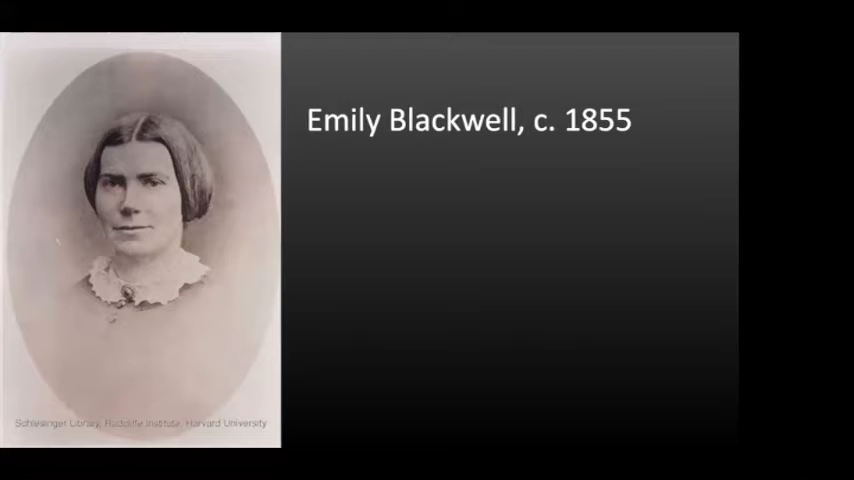 Emily Blackwell, c. 1855
Schlesinger Library, Radcliffe Institute, Harvard University